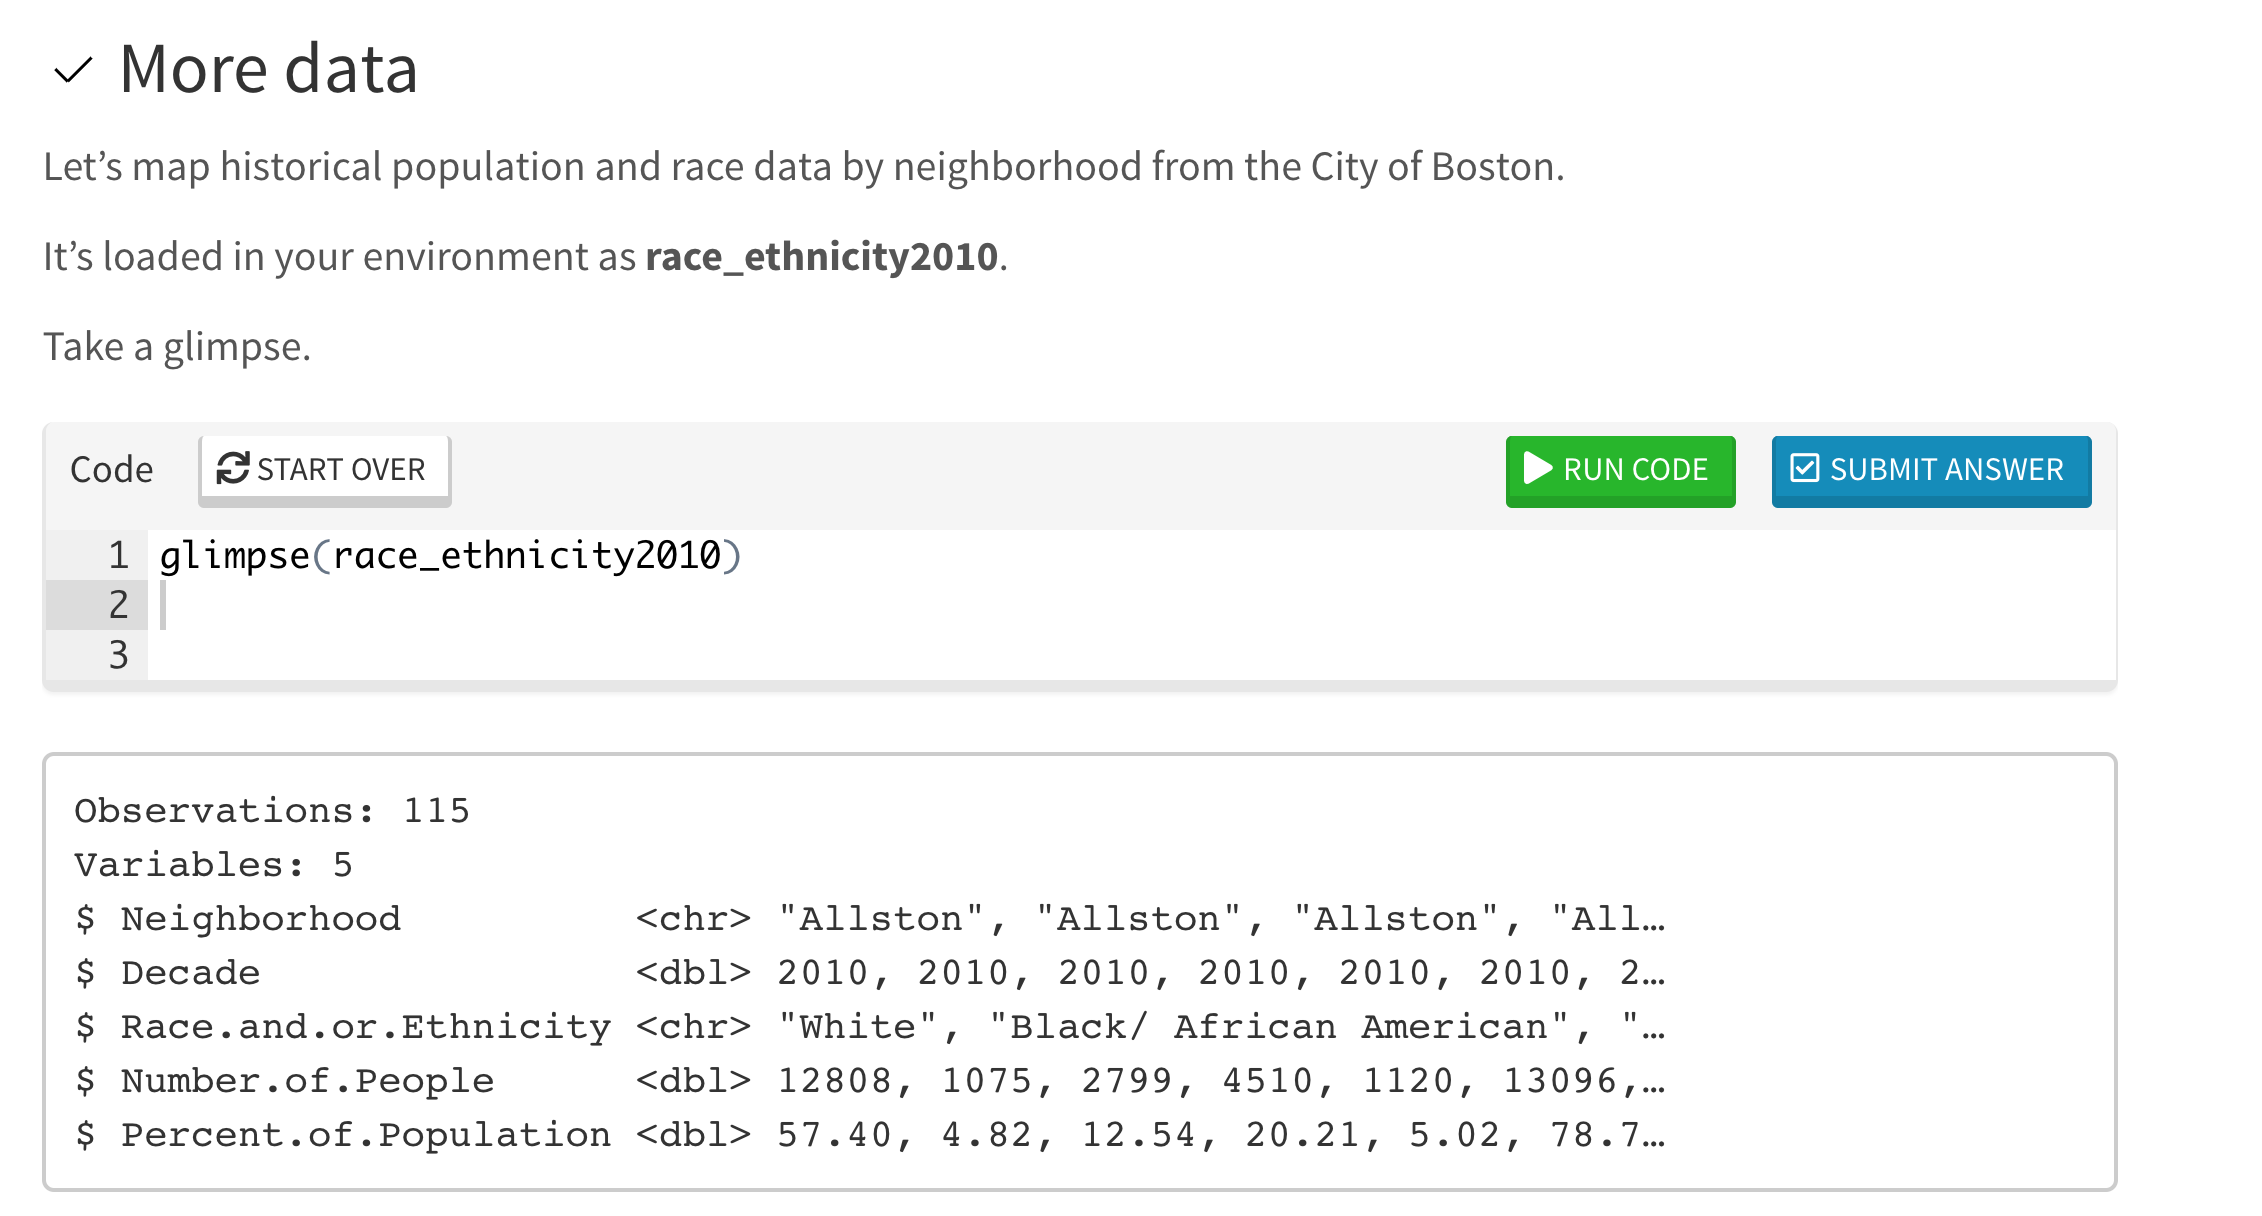 More data
Let’s map historical population and race data by neighborhood from the City of Boston.
It’s loaded in your environment as race_ethnicity2010.
Take a glimpse.
Code START OVER RUN CODE SUBMIT ANSWER
1 glimpse(race_ethnicity2010)
2
3
Observations: 115
Variables: 5
$ Neighborhood          <chr> "Allston", "Allston", "Allston", "All…
$ Decade                <dbl> 2010, 2010, 2010, 2010, 2010, 2010, 2…
$ Race.and.or.Ethnicity <chr> "White", "Black/ African American", "…
$ Number.of.People      <dbl> 12808, 1075, 2799, 4510, 1120, 13096,…
$ Percent.of.Population <dbl> 57.40, 4.82, 12.54, 20.21, 5.02, 78.7…